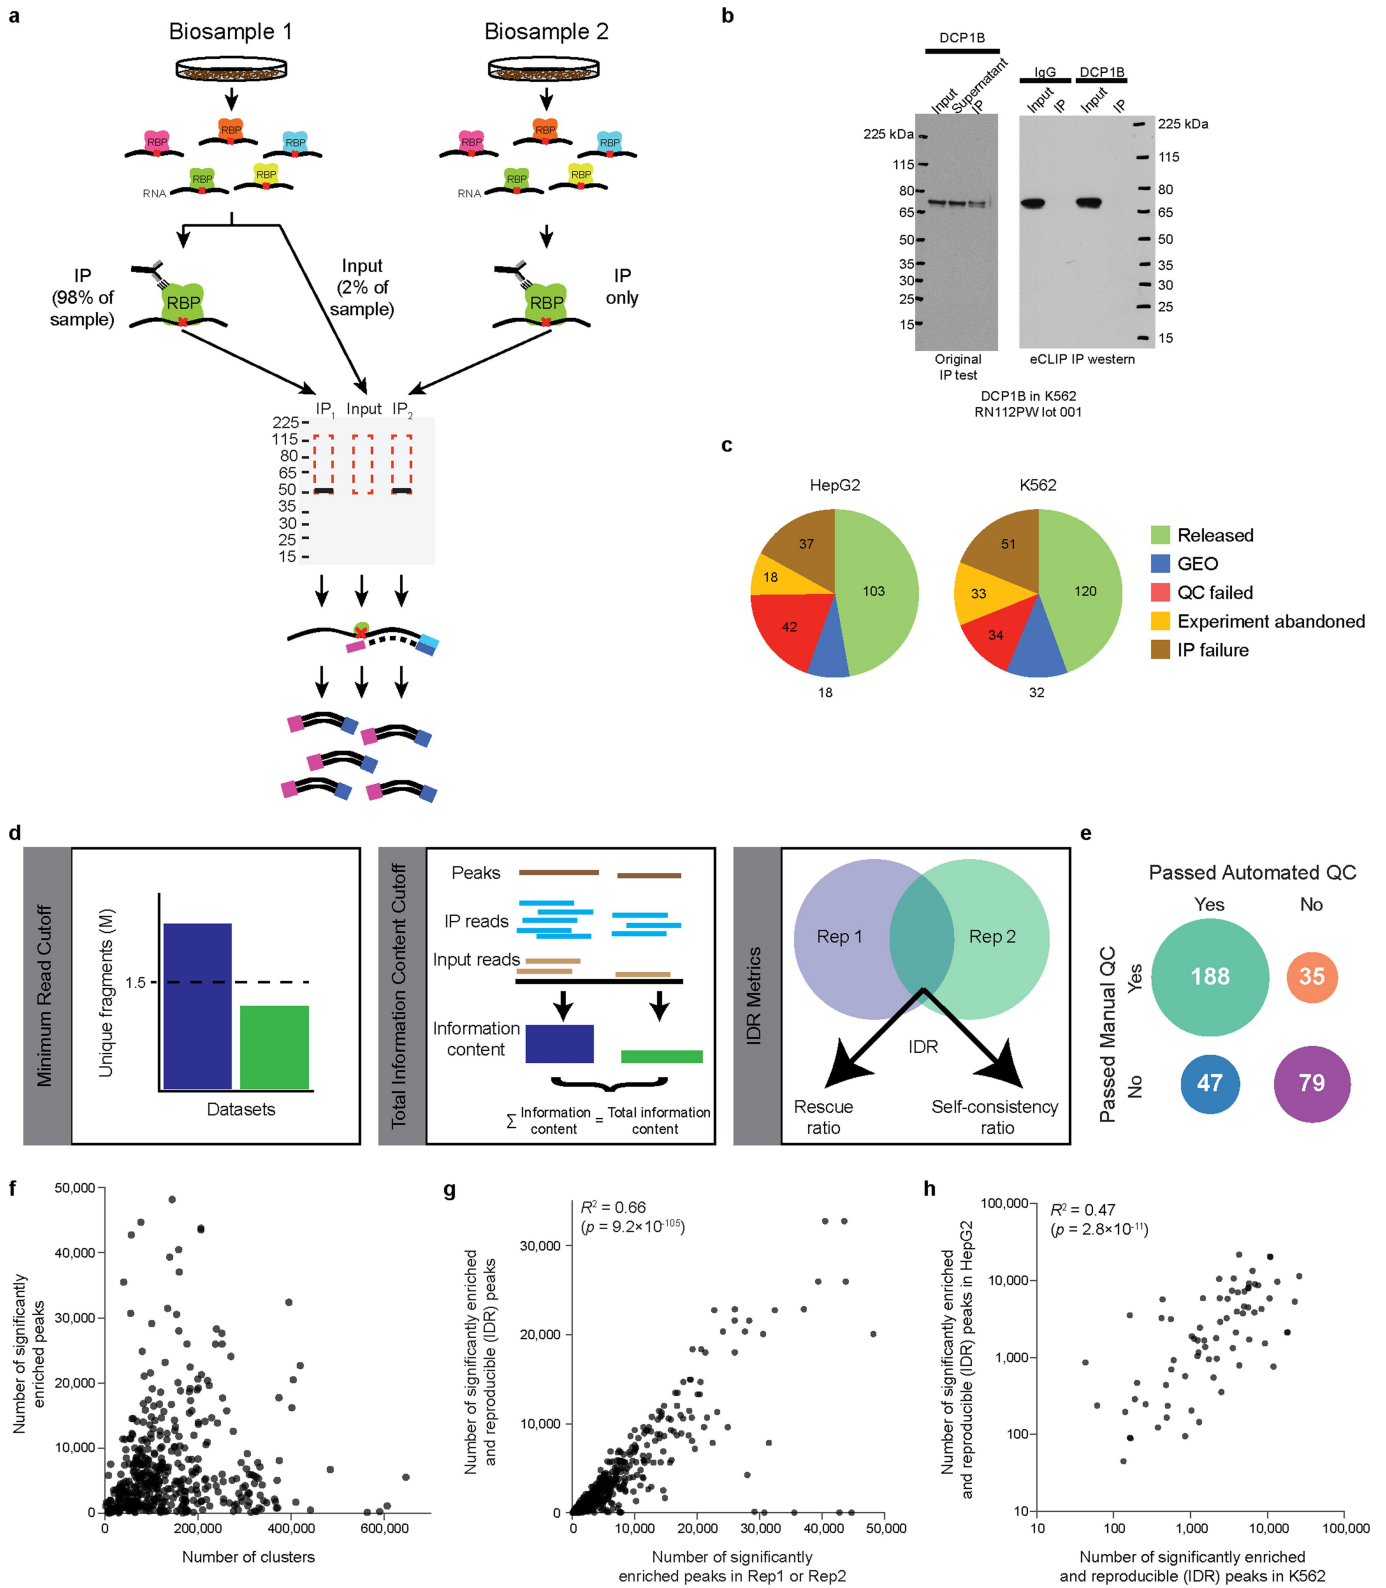 a
Biosample 1
Biosample 2
RBP
RBP
RBP
RBP
RBP
RNA
RBP
RBP
RBP
RBP
RBP
RNA
IP
(98% of
sample)
RBP
Input
(2% of
sample)
RBP
IP
only
IP1 Input IP2
225
115
80
65
50
35
30
25
15
b
DCP1B
Input
Supernatant
IP
225 kDa
115
80
65
50
35
30
25
15
Original
IP test
IgG
DCP1B
Input
IP
Input
IP
225 kDa
115
80
65
50
35
30
25
15
eCLIP IP western
DCP1B in K562
RN112PW lot 001
c
HepG2
37
18
42
18
103
K562
51
33
34
32
120
Released
GEO
QC failed
Experiment abandoned
IP failure
d
Minimum Read Cutoff
Unique fragments (M)
1.5
Datasets
Total Information Content Cutoff
Peaks
IP reads
Input reads
Information
content
Σ Information content = Total information content
IDR Metrics
Rep 1
Rep 2
IDR
Rescue
ratio
Self-consistency
ratio
e
Passed Automated QC
Yes
No
Passed Manual QC
Yes
No
188
35
47
79
f
Number of significantly
enriched peaks
50,000
40,000
30,000
20,000
10,000
0
0
200,000
400,000
600,000
Number of clusters
g
R2 = 0.66
(p = 9.2×10-105)
Number of significantly enriched
and reproducible (IDR) peaks
30,000
20,000
10,000
0
0
10,000
20,000
30,000
40,000
50,000
Number of significantly
enriched peaks in Rep1 or Rep2
h
R2 = 0.47
(p = 2.8×10-11)
Number of significantly enriched
and reproducible (IDR) peaks in HepG2
100,000
10,000
1,000
100
10
10
100
1,000
10,000
100,000
Number of significantly enriched
and reproducible (IDR) peaks in K562